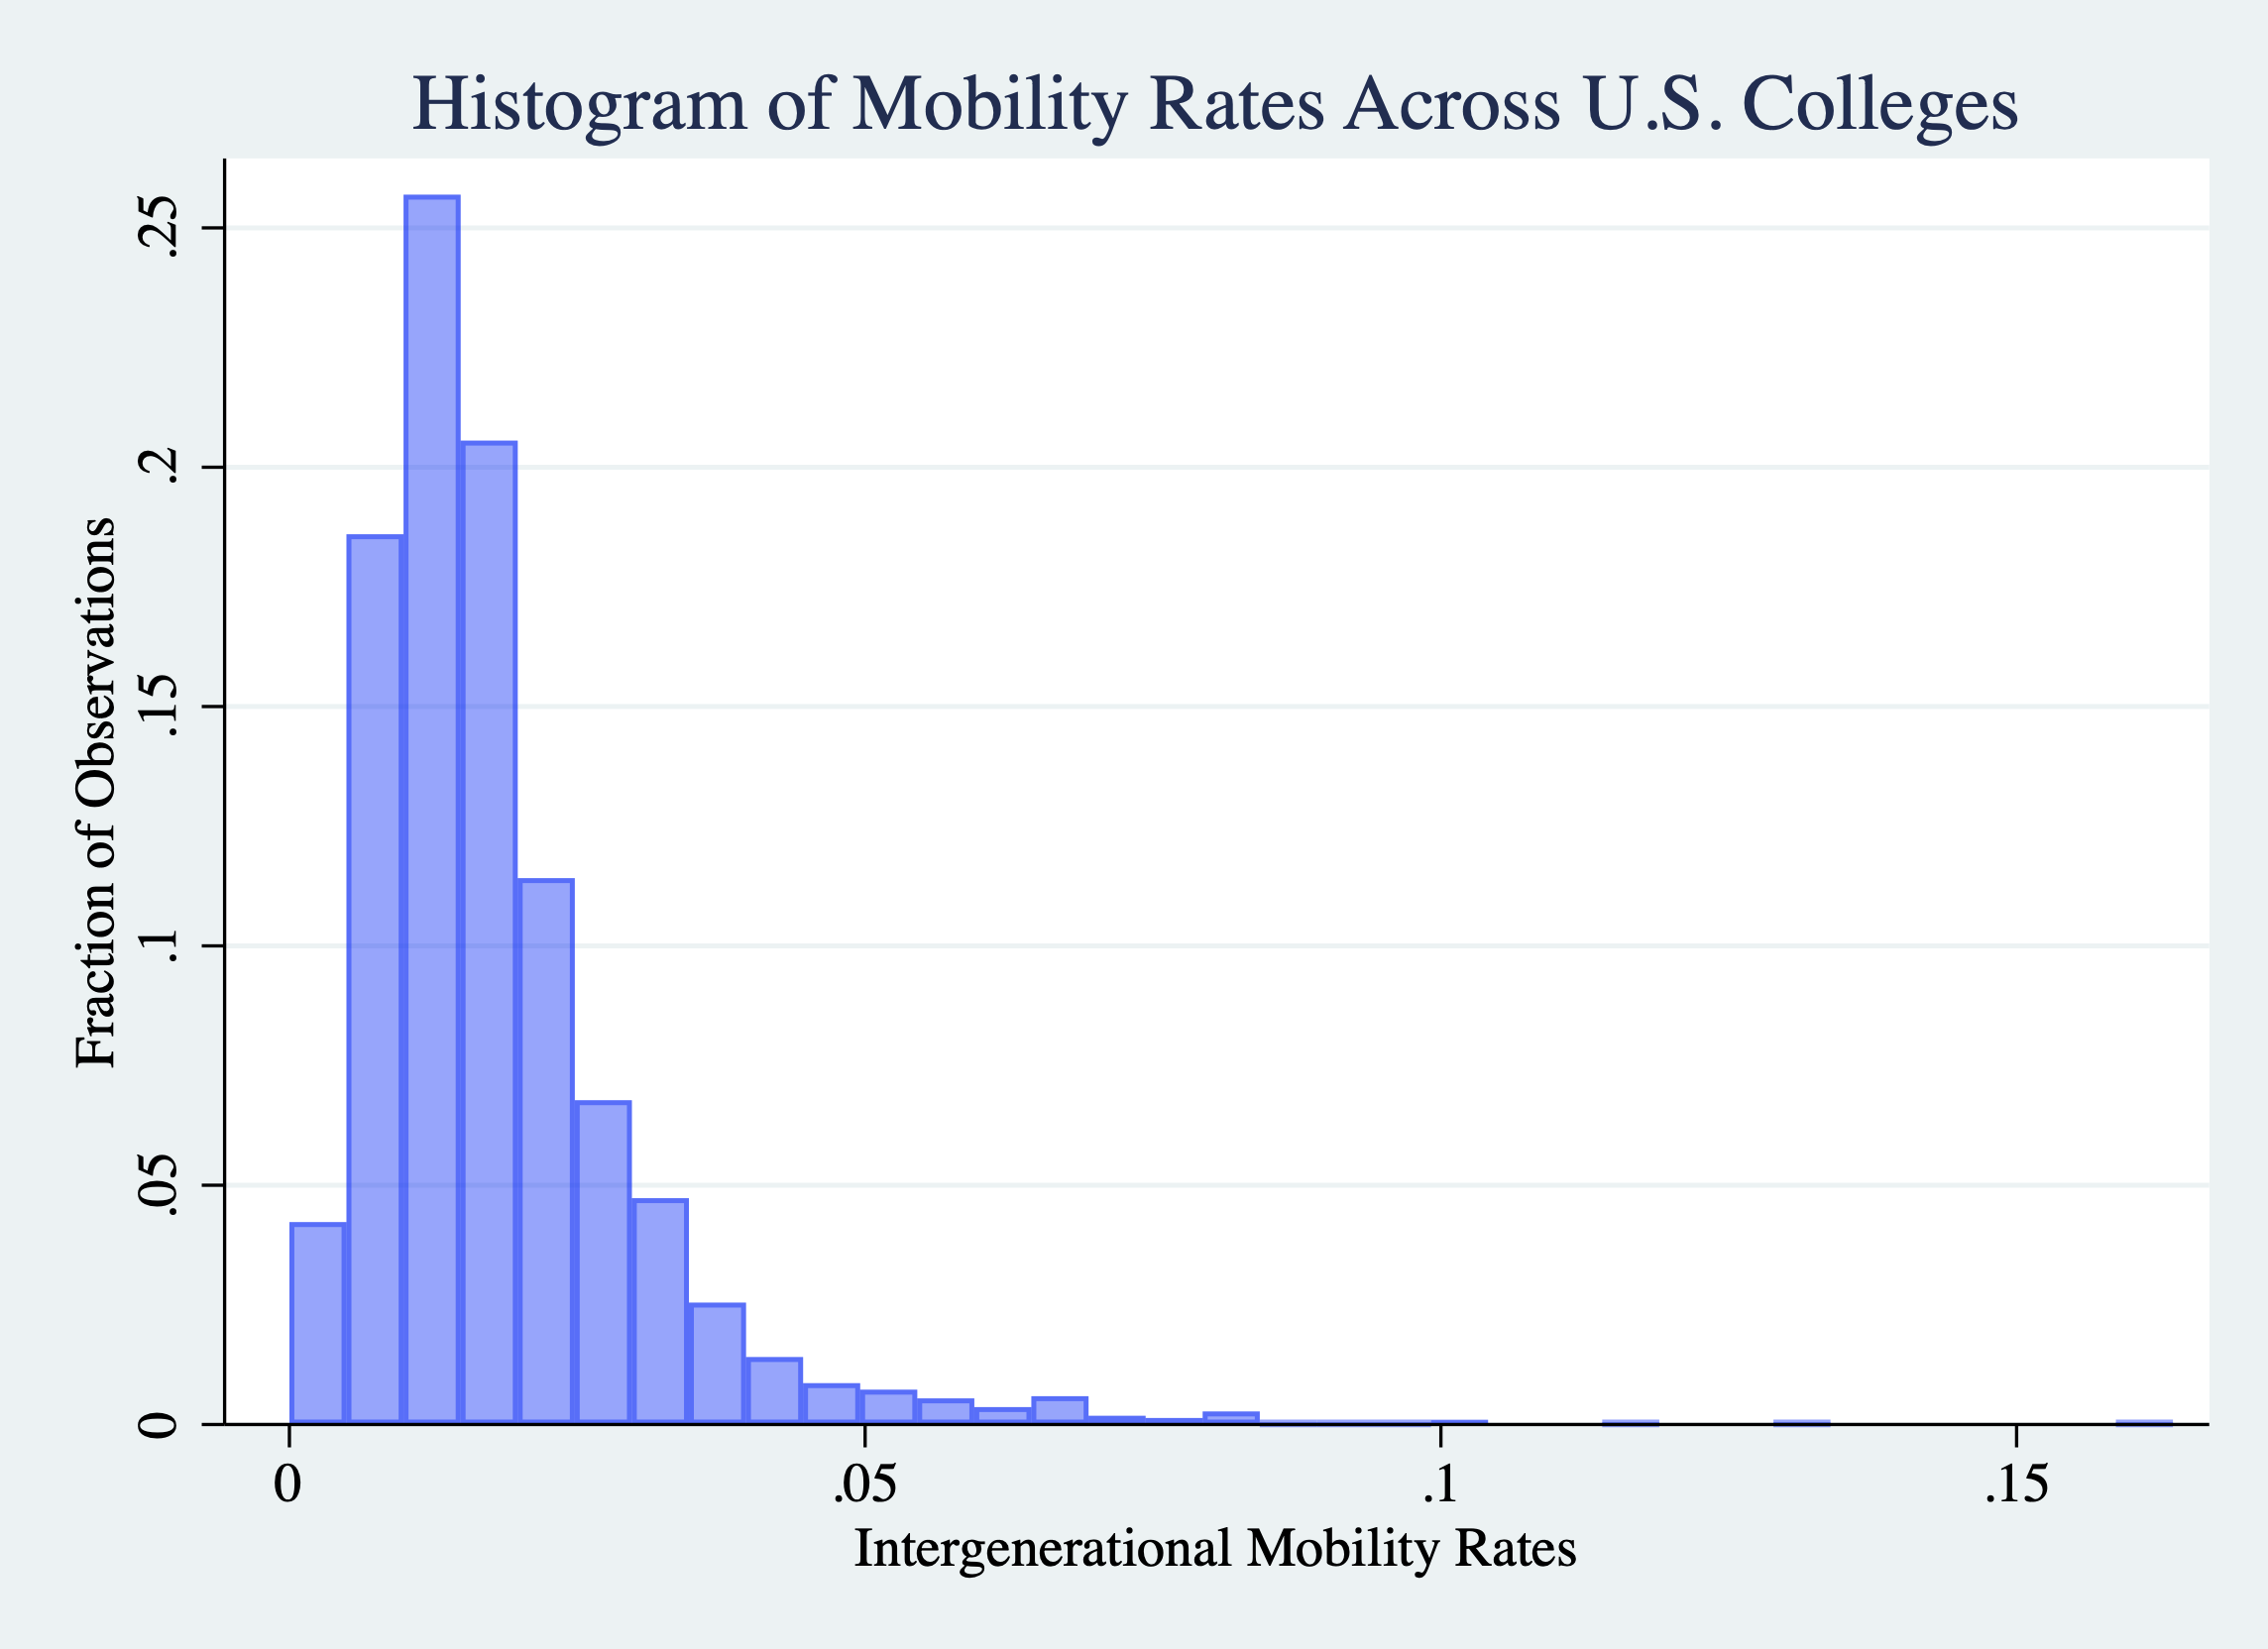 Histogram of Mobility Rates Across U.S. Colleges
Fraction of Observations
.25
.2
.15
.1
.05
0
0 .05 .1 .15
Intergenerational Mobility Rates